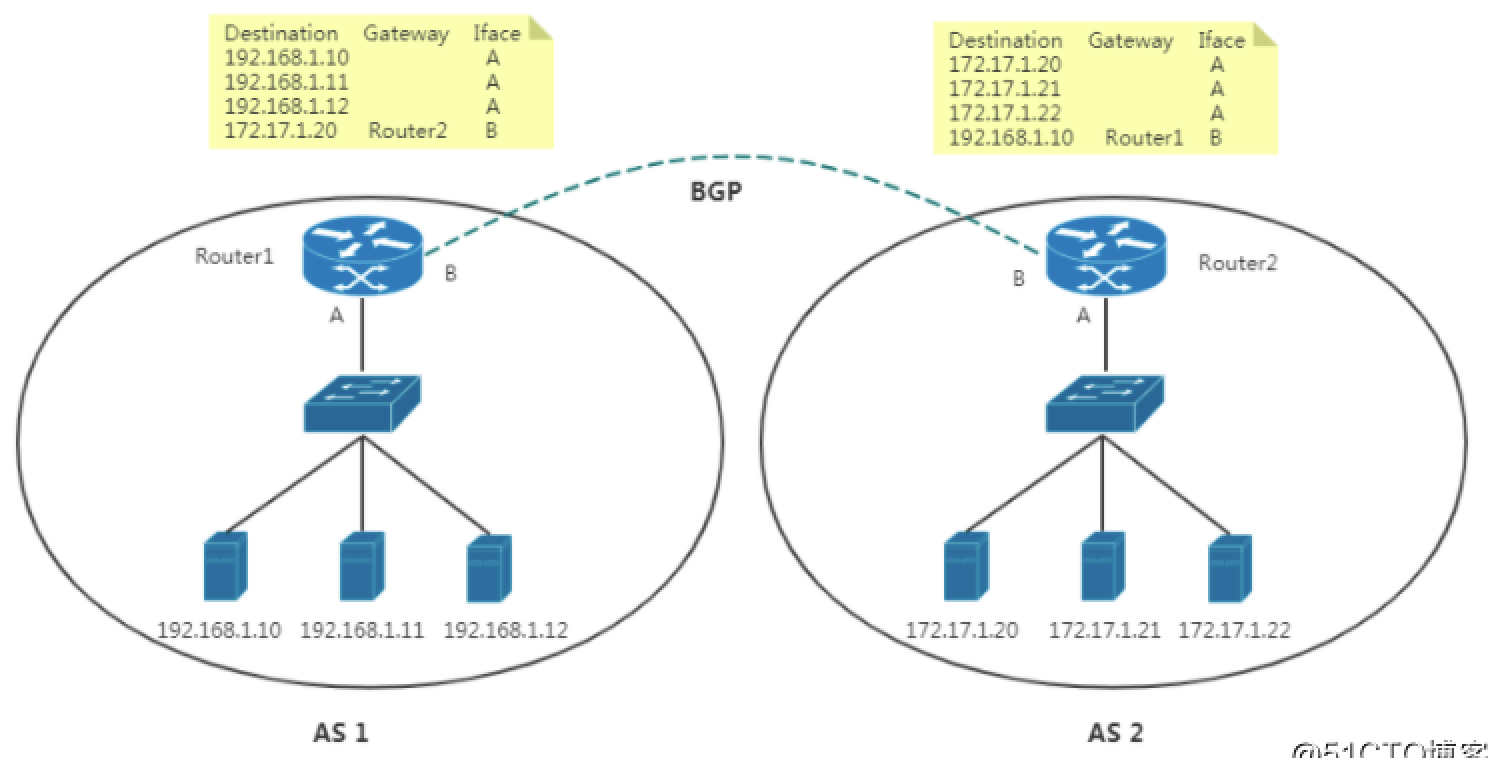 Destination Gateway Iface
192.168.1.10 A
192.168.1.11 A
192.168.1.12 A
172.17.1.20 Router2 B
Destination Gateway Iface
172.17.1.20 A
172.17.1.21 A
172.17.1.22 A
192.168.1.10 Router1 B
BGP
Router1
B
A
B
Router2
A
192.168.1.10 192.168.1.11 192.168.1.12
172.17.1.20 172.17.1.21 172.17.1.22
AS 1
AS 2
@51CTO博客